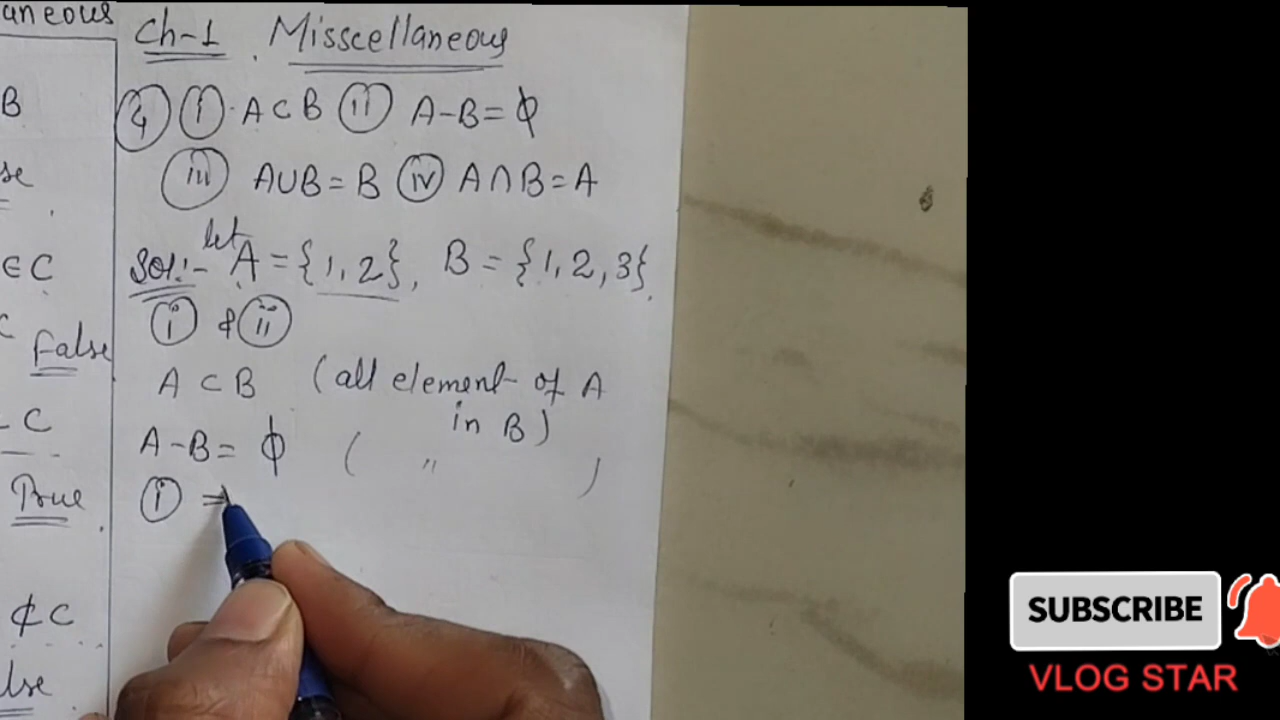 aneous
B
se
∈ C
C
False
C
True
⊄ C
lse
Ch-1 . Misscellaneous
4 i . A ⊂ B ii A-B = ϕ
iii A∪B = B iv A∩B = A
Sol:- let A = {1, 2}, B = {1, 2, 3}.
i & ii
A ⊂ B (all element of A
in B)
A-B = ϕ ( " )
i ⇒
SUBSCRIBE
VLOG STAR